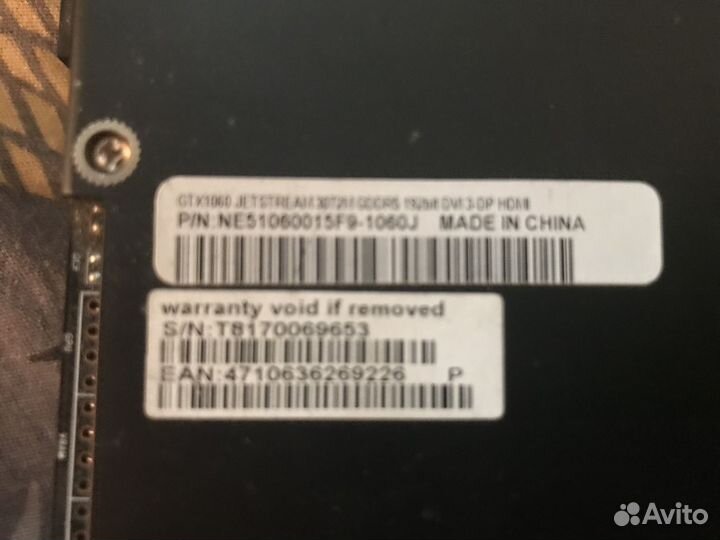 GTX1060 JETSTREAM 3072M GDDR5 192bit DVI 3-DP HDMI
P/N:NE51060015F9-1060J MADE IN CHINA
warranty void if removed
S/N:T8170069653
EAN:4710636269226 P
Avito